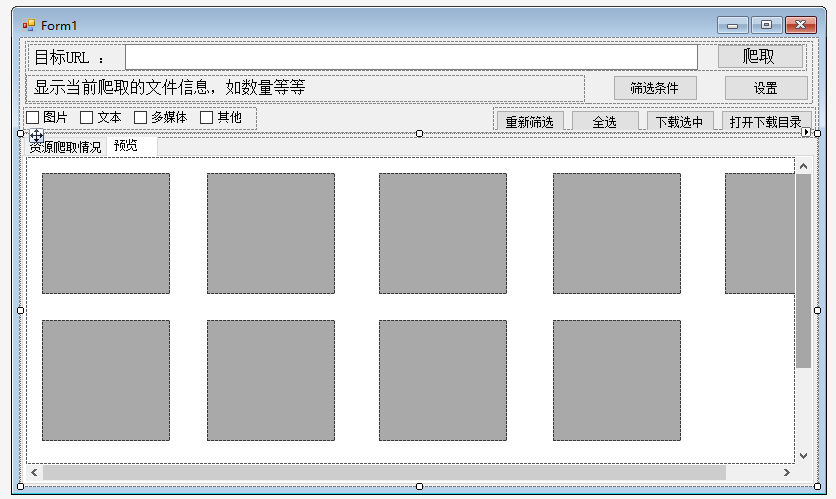 Form1
目标URL ： 爬取
显示当前爬取的文件信息，如数量等等 筛选条件 设置
图片 文本 多媒体 其他 重新筛选 全选 下载选中 打开下载目录
资源爬取情况 预览